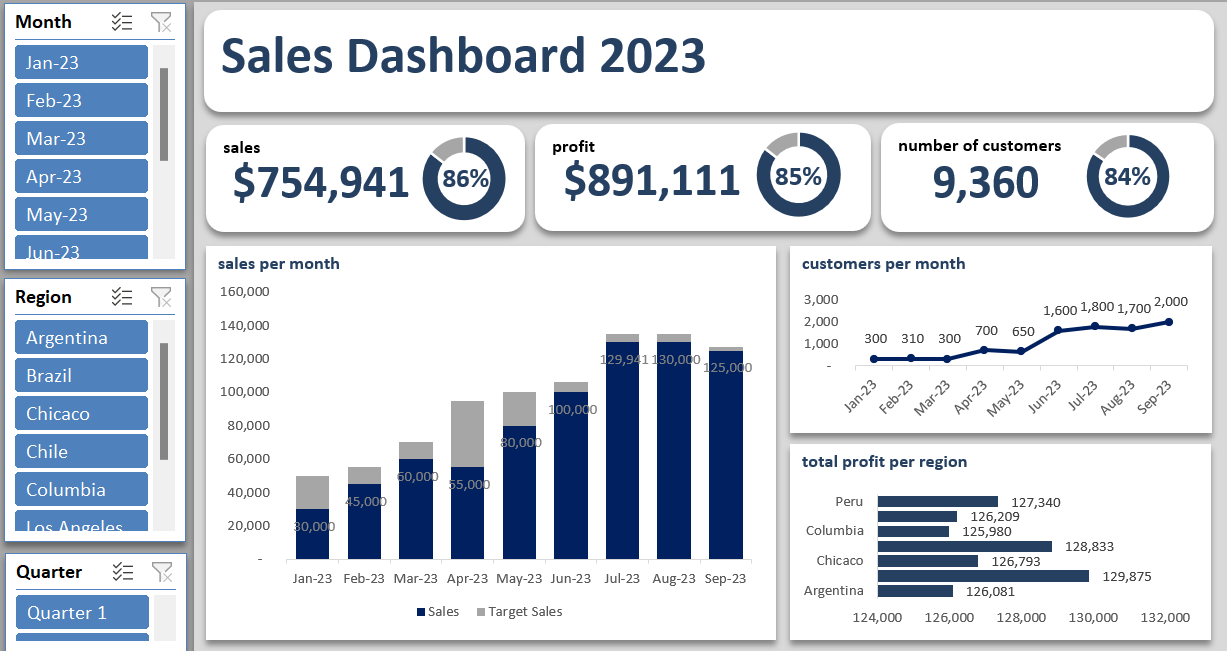 Month
Jan-23
Feb-23
Mar-23
Apr-23
May-23
Jun-23
Region
Argentina
Brazil
Chicaco
Chile
Columbia
Los Angeles
Quarter
Quarter 1
Sales Dashboard 2023
sales
$754,941
86%
profit
$891,111
85%
number of customers
9,360
84%
sales per month
160,000
140,000
120,000
100,000
80,000
60,000
40,000
20,000
-
30,000
45,000
60,000
55,000
80,000
100,000
129,941
130,000
125,000
Jan-23 Feb-23 Mar-23 Apr-23 May-23 Jun-23 Jul-23 Aug-23 Sep-23
Sales Target Sales
customers per month
3,000
2,000
1,000
-
300 310 300 700 650 1,600 1,800 1,700 2,000
Jan-23 Feb-23 Mar-23 Apr-23 May-23 Jun-23 Jul-23 Aug-23 Sep-23
total profit per region
Peru 127,340
126,209
Columbia 125,980
128,833
Chicaco 126,793
129,875
Argentina 126,081
124,000 126,000 128,000 130,000 132,000